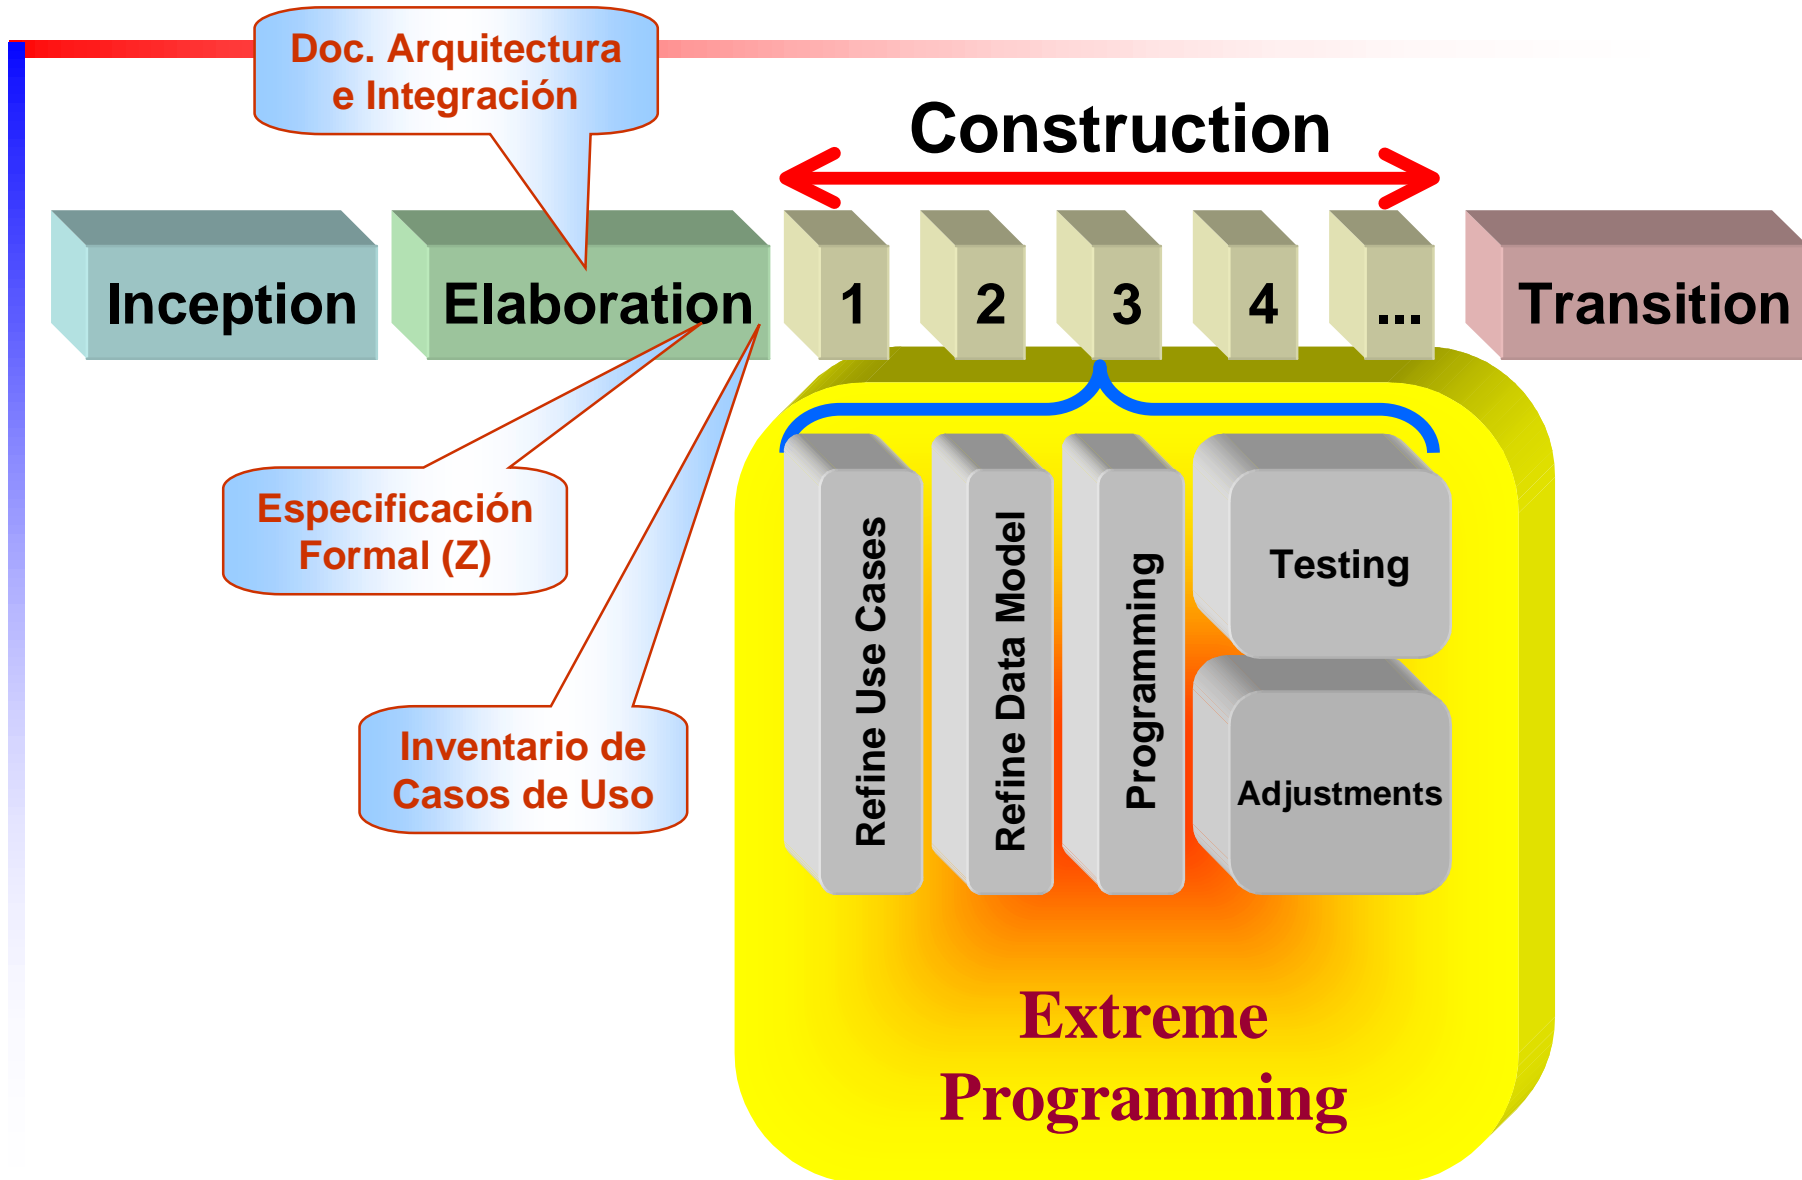 Doc. Arquitectura
e Integración
Construction
Inception
Elaboration
1
2
3
4
...
Transition
Especificación
Formal (Z)
Inventario de
Casos de Uso
Refine Use Cases
Refine Data Model
Programming
Testing
Adjustments
Extreme
Programming